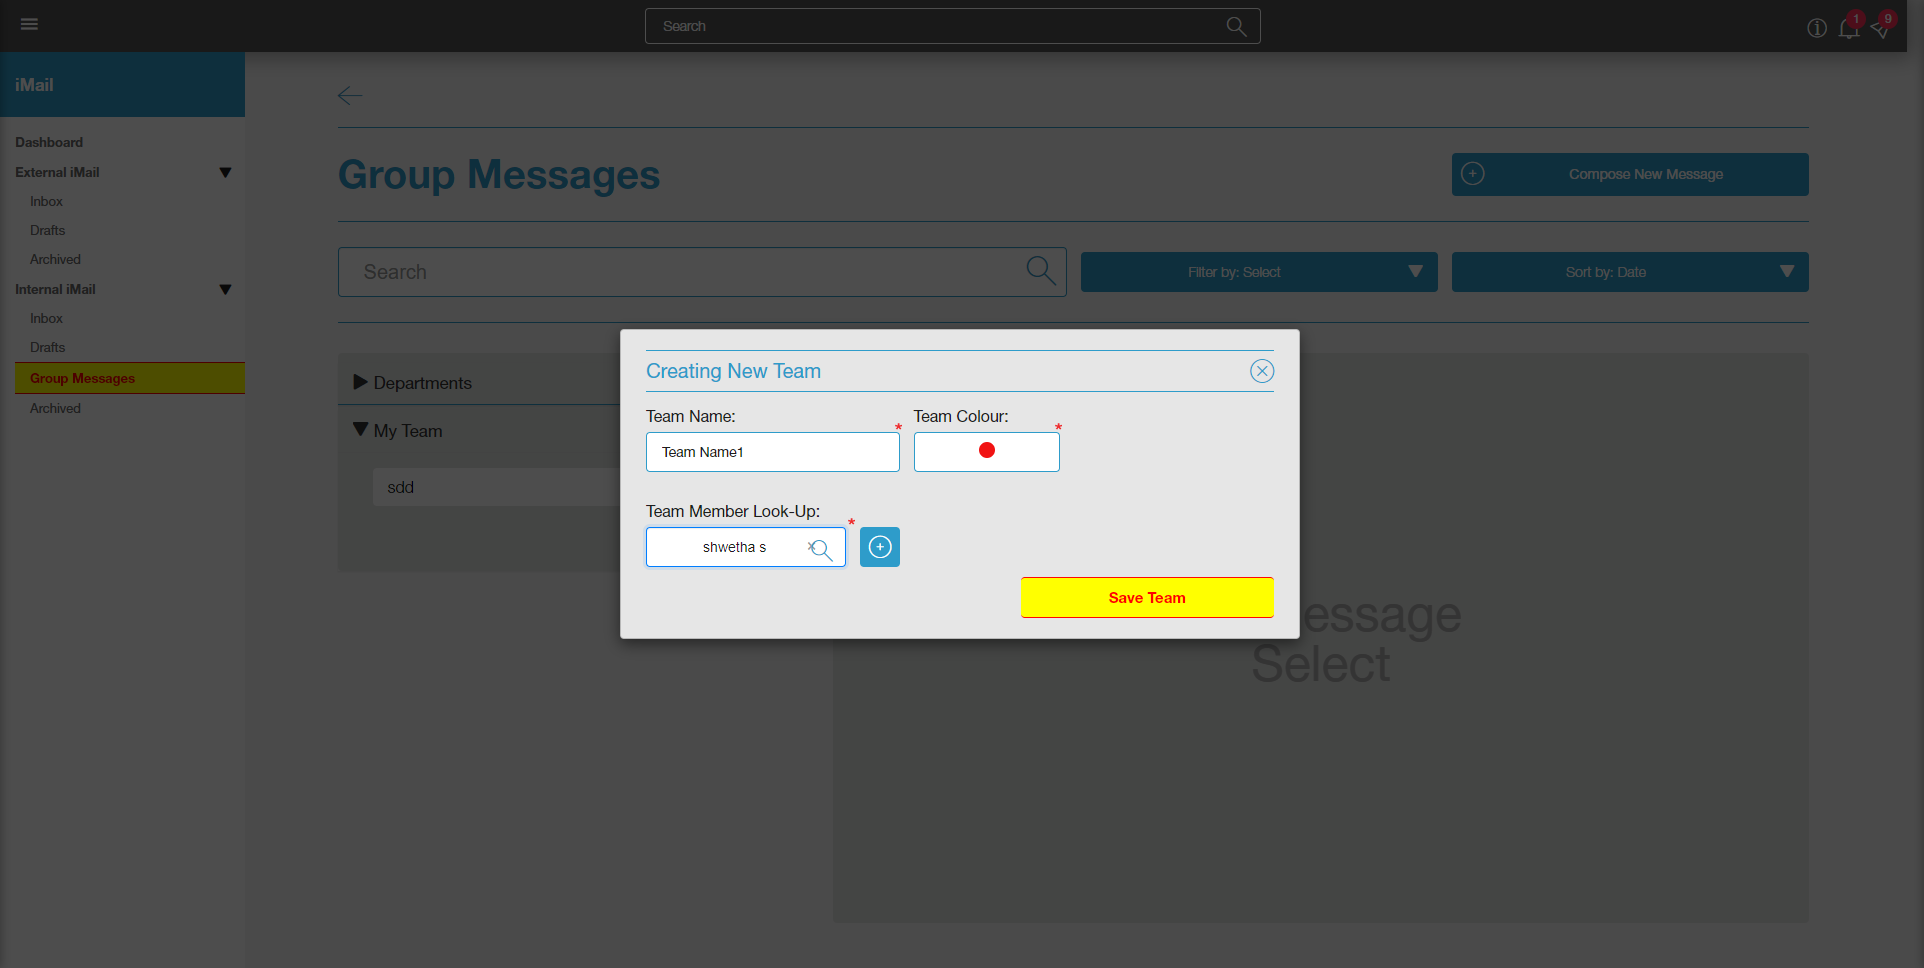 Search
1
9
iMail
Dashboard
External iMail
Inbox
Drafts
Archived
Internal iMail
Inbox
Drafts
Group Messages
Archived
Group Messages
Compose New Message
Search
Filter by: Select
Sort by: Date
Departments
My Team
sdd
Creating New Team
Team Name:
*
Team Colour:
*
Team Name1
Team Member Look-Up:
*
shwetha s
Save Team
essage
Select